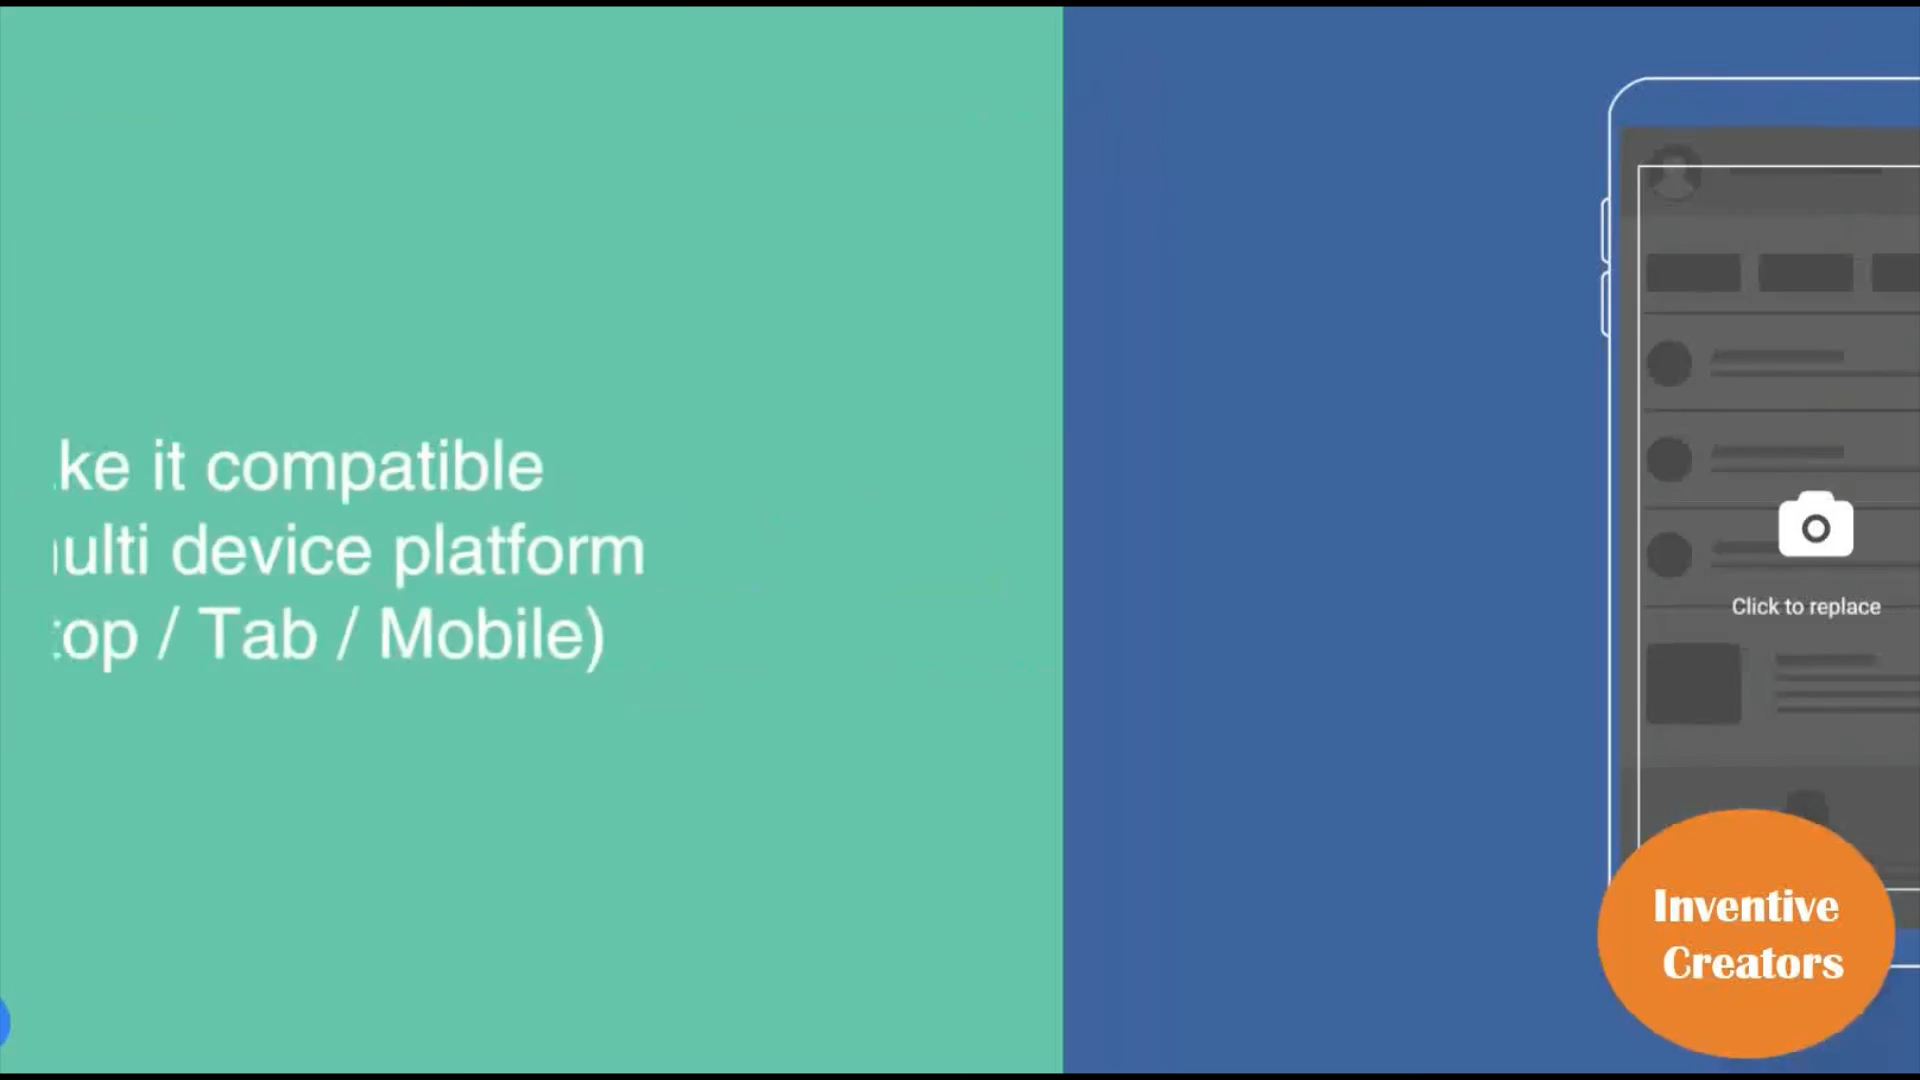 ke it compatible
ulti device platform
op / Tab / Mobile)
Click to replace
Inventive
Creators